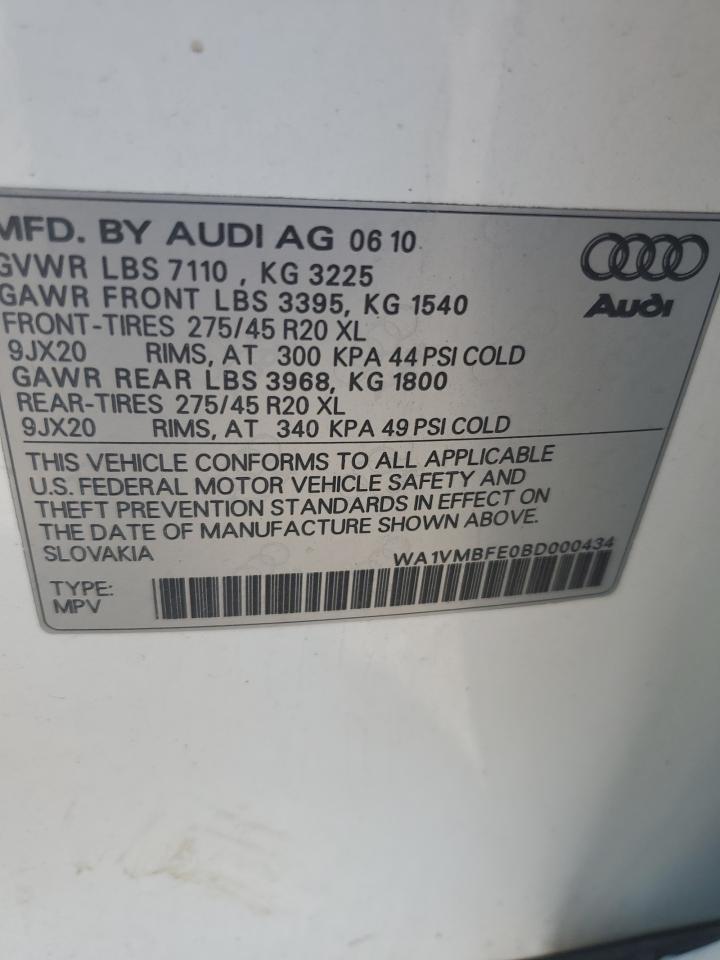 MFD. BY AUDI AG 06 10
GVWR LBS 7110 , KG 3225
GAWR FRONT LBS 3395, KG 1540
FRONT-TIRES 275/45 R20 XL
9JX20 RIMS, AT 300 KPA 44 PSI COLD
GAWR REAR LBS 3968, KG 1800
REAR-TIRES 275/45 R20 XL
9JX20 RIMS, AT 340 KPA 49 PSI COLD
Audi
THIS VEHICLE CONFORMS TO ALL APPLICABLE
U.S. FEDERAL MOTOR VEHICLE SAFETY AND
THEFT PREVENTION STANDARDS IN EFFECT ON
THE DATE OF MANUFACTURE SHOWN ABOVE.
SLOVAKIA
WA1VMBFE0BD000434
TYPE:
MPV